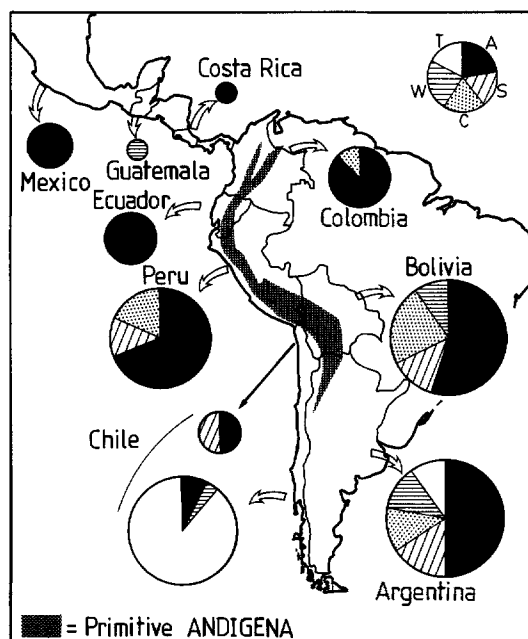 Costa Rica
T A
W S
C
Mexico
Guatemala
Ecuador
Colombia
Peru
Bolivia
Chile
Argentina
= Primitive ANDIGENA